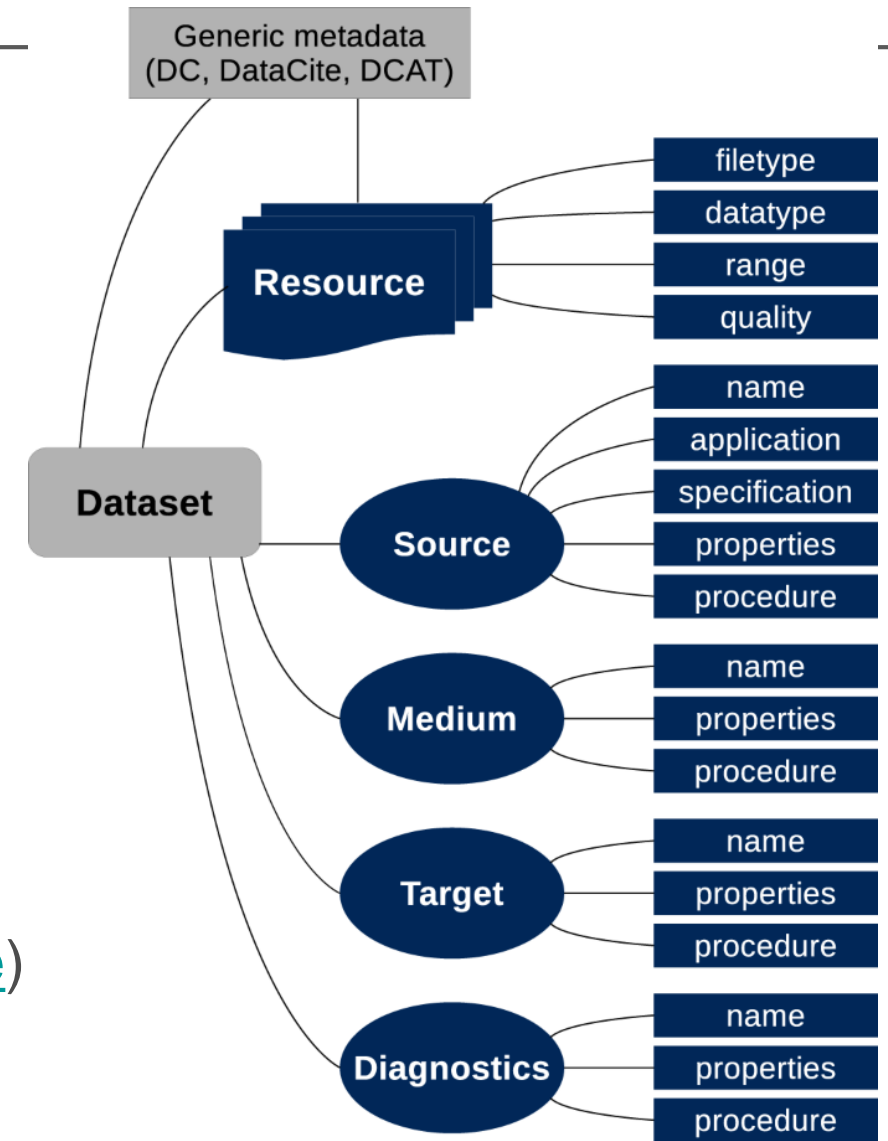 Generic metadata
(DC, DataCite, DCAT)
filetype
datatype
range
quality
Resource
name
application
specification
properties
procedure
Dataset
Source
name
properties
procedure
Medium
name
properties
procedure
Target
e)
name
properties
procedure
Diagnostics